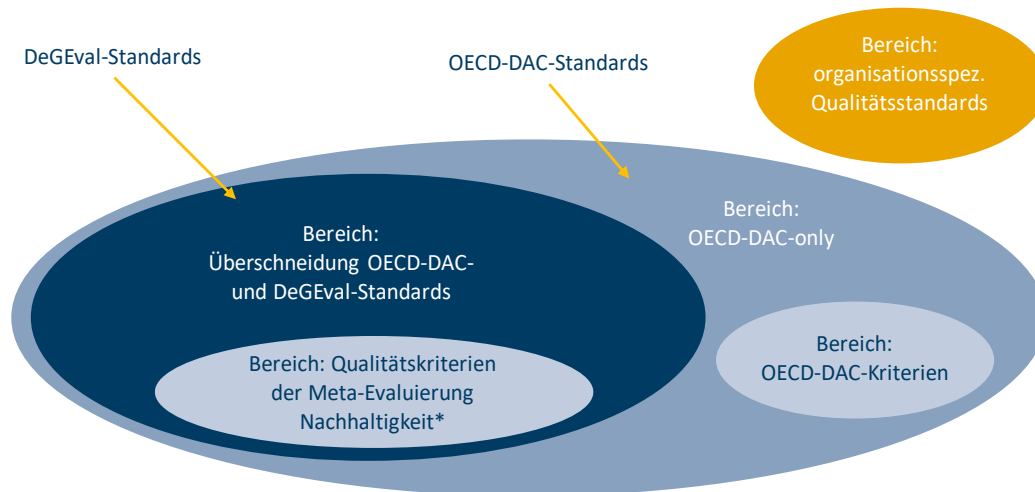 DeGEval-Standards
OECD-DAC-Standards
Bereich:
organisationsspez.
Qualitätsstandards
Bereich:
OECD-DAC-only
Bereich:
Überschneidung OECD-DAC-
und DeGEval-Standards
Bereich:
OECD-DAC-Kriterien
Bereich: Qualitätskriterien
der Meta-Evaluierung
Nachhaltigkeit*